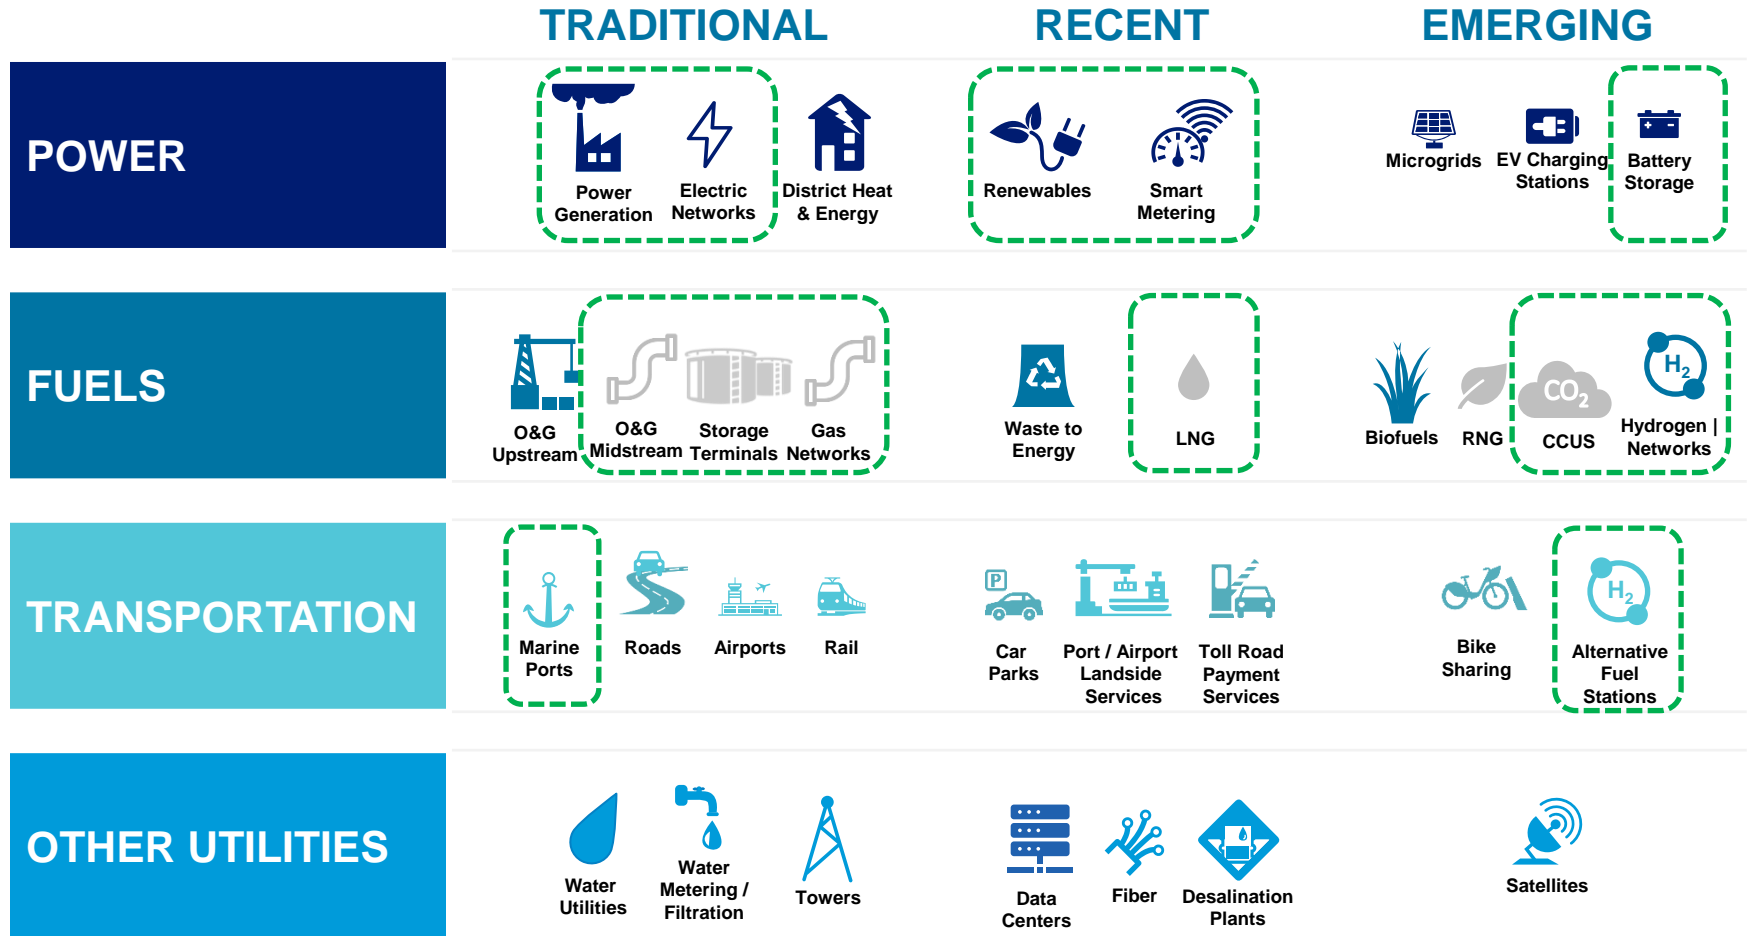 TRADITIONAL
RECENT
EMERGING
POWER
Power
Generation
Electric
Networks
District Heat
& Energy
Renewables
Smart
Metering
Microgrids
EV Charging
Stations
Battery
Storage
FUELS
O&G
Upstream
O&G
Midstream
Storage
Terminals
Gas
Networks
Waste to
Energy
LNG
Biofuels
RNG
CO2
CCUS
H2
Hydrogen |
Networks
TRANSPORTATION
Marine
Ports
Roads
Airports
Rail
P
Car
Parks
Port / Airport
Landside
Services
Toll Road
Payment
Services
Bike
Sharing
H2
Alternative
Fuel
Stations
OTHER UTILITIES
Water
Utilities
Water
Metering /
Filtration
Towers
Data
Centers
Fiber
Desalination
Plants
Satellites